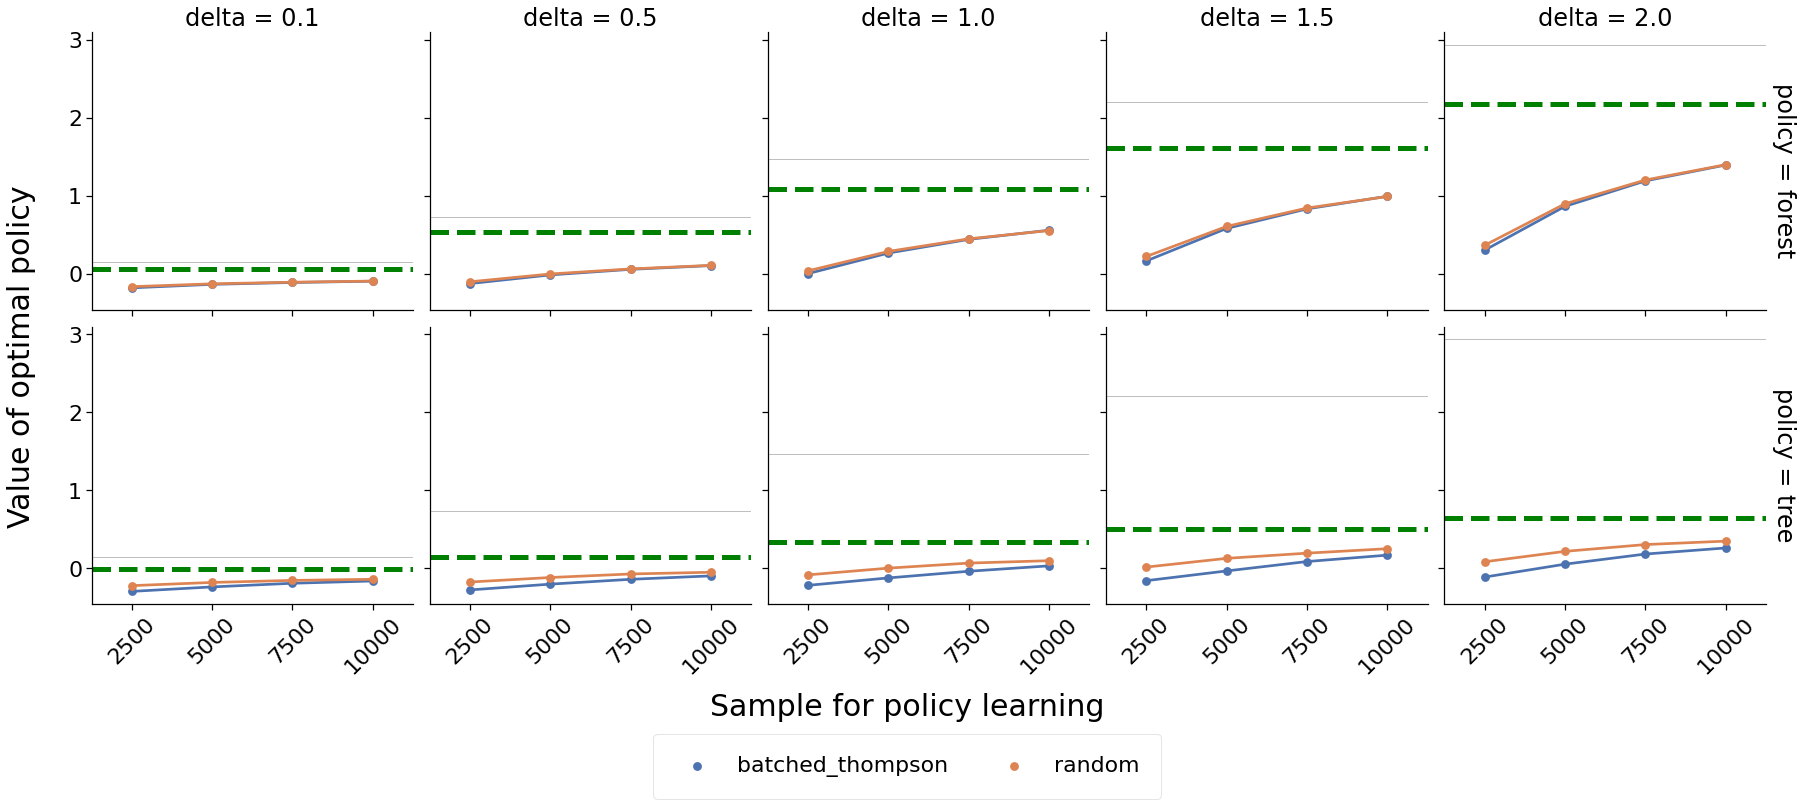 delta = 0.1
delta = 0.5
delta = 1.0
delta = 1.5
delta = 2.0
3
2
1
0
policy = forest
Value of optimal policy
3
2
1
0
policy = tree
2500
5000
7500
10000
2500
5000
7500
10000
2500
5000
7500
10000
2500
5000
7500
10000
2500
5000
7500
10000
Sample for policy learning
batched_thompson
random